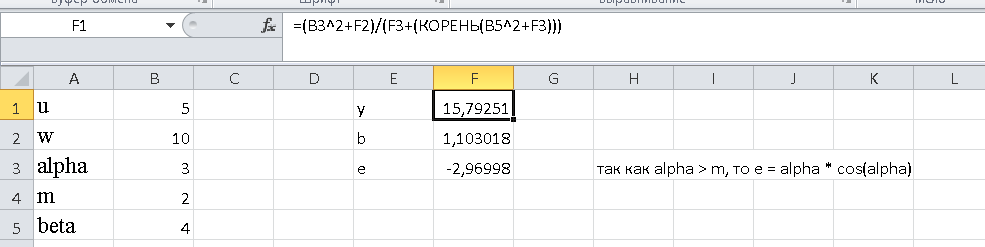 Буфер обмена Шрифт Выравнивание
F1 fx =(B3^2+F2)/(F3+(КОРЕНЬ(B5^2+F3)))
A B C D E F G H I J K L
1 u 5 y 15,79251
2 w 10 b 1,103018
3 alpha 3 e -2,96998 так как alpha > m, то e = alpha * cos(alpha)
4 m 2
5 beta 4